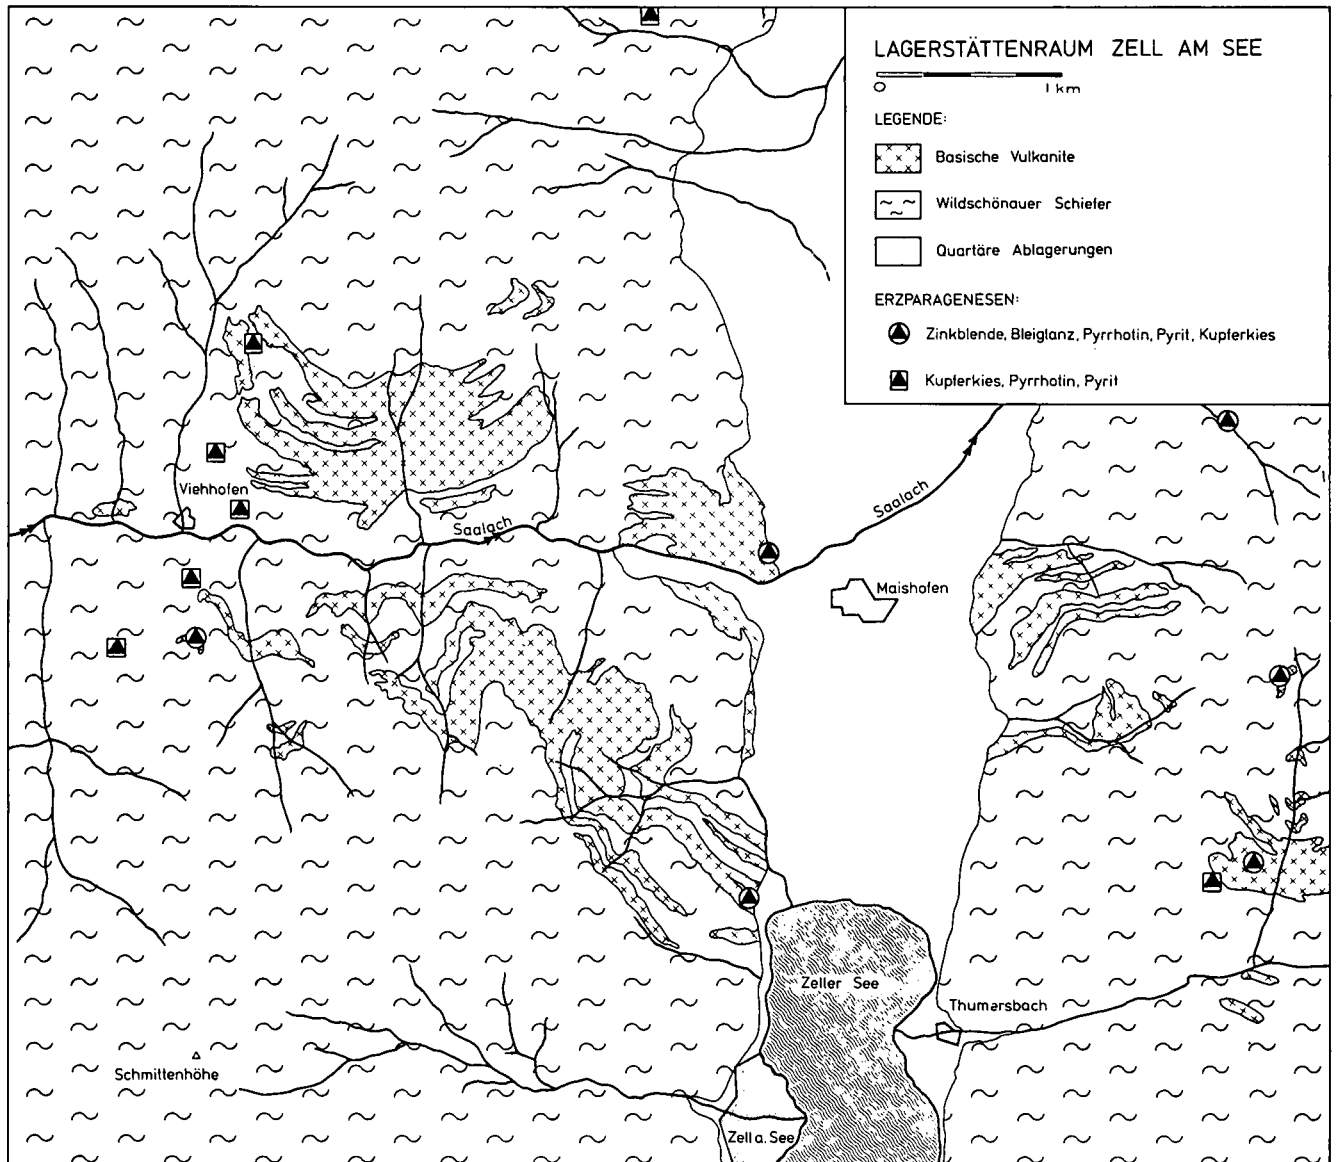 LAGERSTÄTTENRAUM ZELL AM SEE
0 1 km
LEGENDE:
Basische Vulkanite
Wildschönauer Schiefer
Quartäre Ablagerungen
ERZPARAGENESEN:
Zinkblende, Bleiglanz, Pyrrhotin, Pyrit, Kupferkies
Kupferkies, Pyrrhotin, Pyrit
Viehhofen
Saalach
Saalach
Maishofen
Zeller See
Thumersbach
Schmittenhöhe
Zell a. See